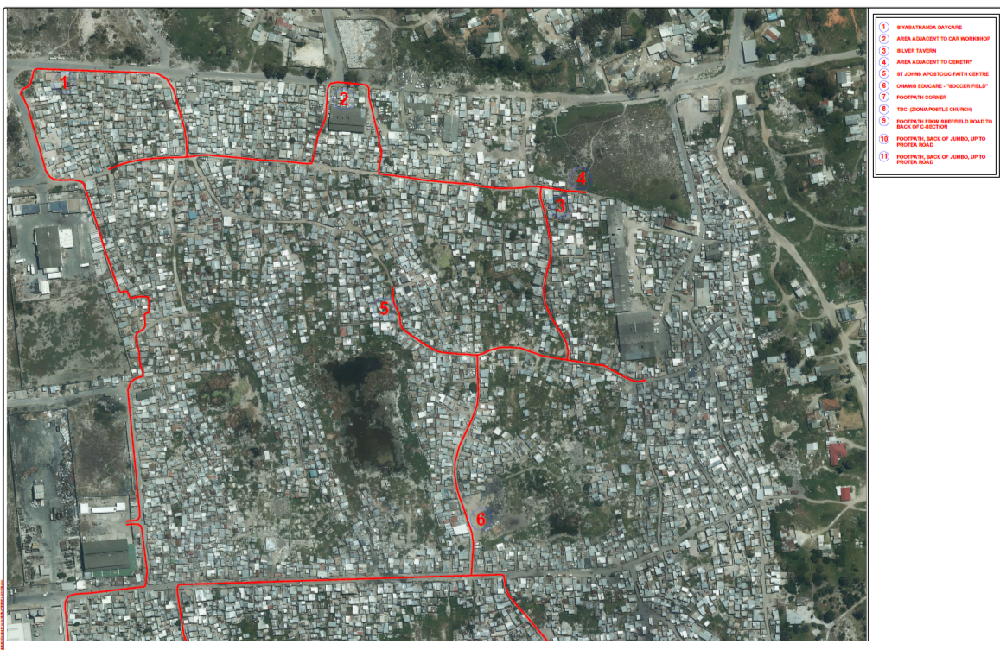 1 SIYABATHANDA DAYCARE
2 AREA ADJACENT TO CAR WORKSHOP
3 SILVER TAVERN
4 AREA ADJACENT TO CEMETRY
5 ST JOHNS APOSTOLIC FAITH CENTRE
6 GHAMIB EDUCARE - "SOCCER FIELD"
7 FOOTPATH CORNER
8 TBC- (ZION/APOSTLE CHURCH)
9 FOOTPATH FROM SHEFFIELD ROAD TO
BACK OF C-SECTION
10 FOOTPATH, BACK OF JUMBO, UP TO
PROTEA ROAD
11 FOOTPATH, BACK OF JUMBO, UP TO
PROTEA ROAD
1
2
4
3
5
6